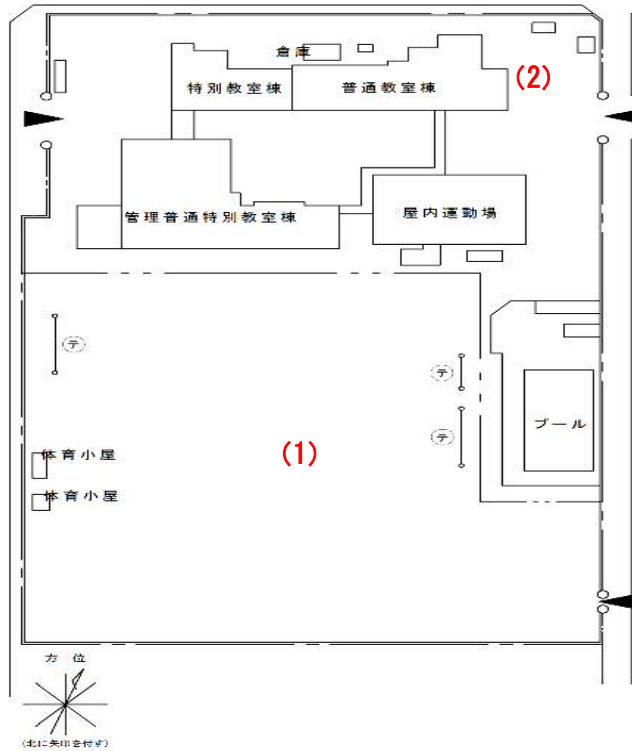 倉庫
特別教室棟
普通教室棟
(2)
管理普通特別教室棟
屋内運動場
テ
テ
テ
プール
(1)
体育小屋
体育小屋
方位
(北に矢印を付す)